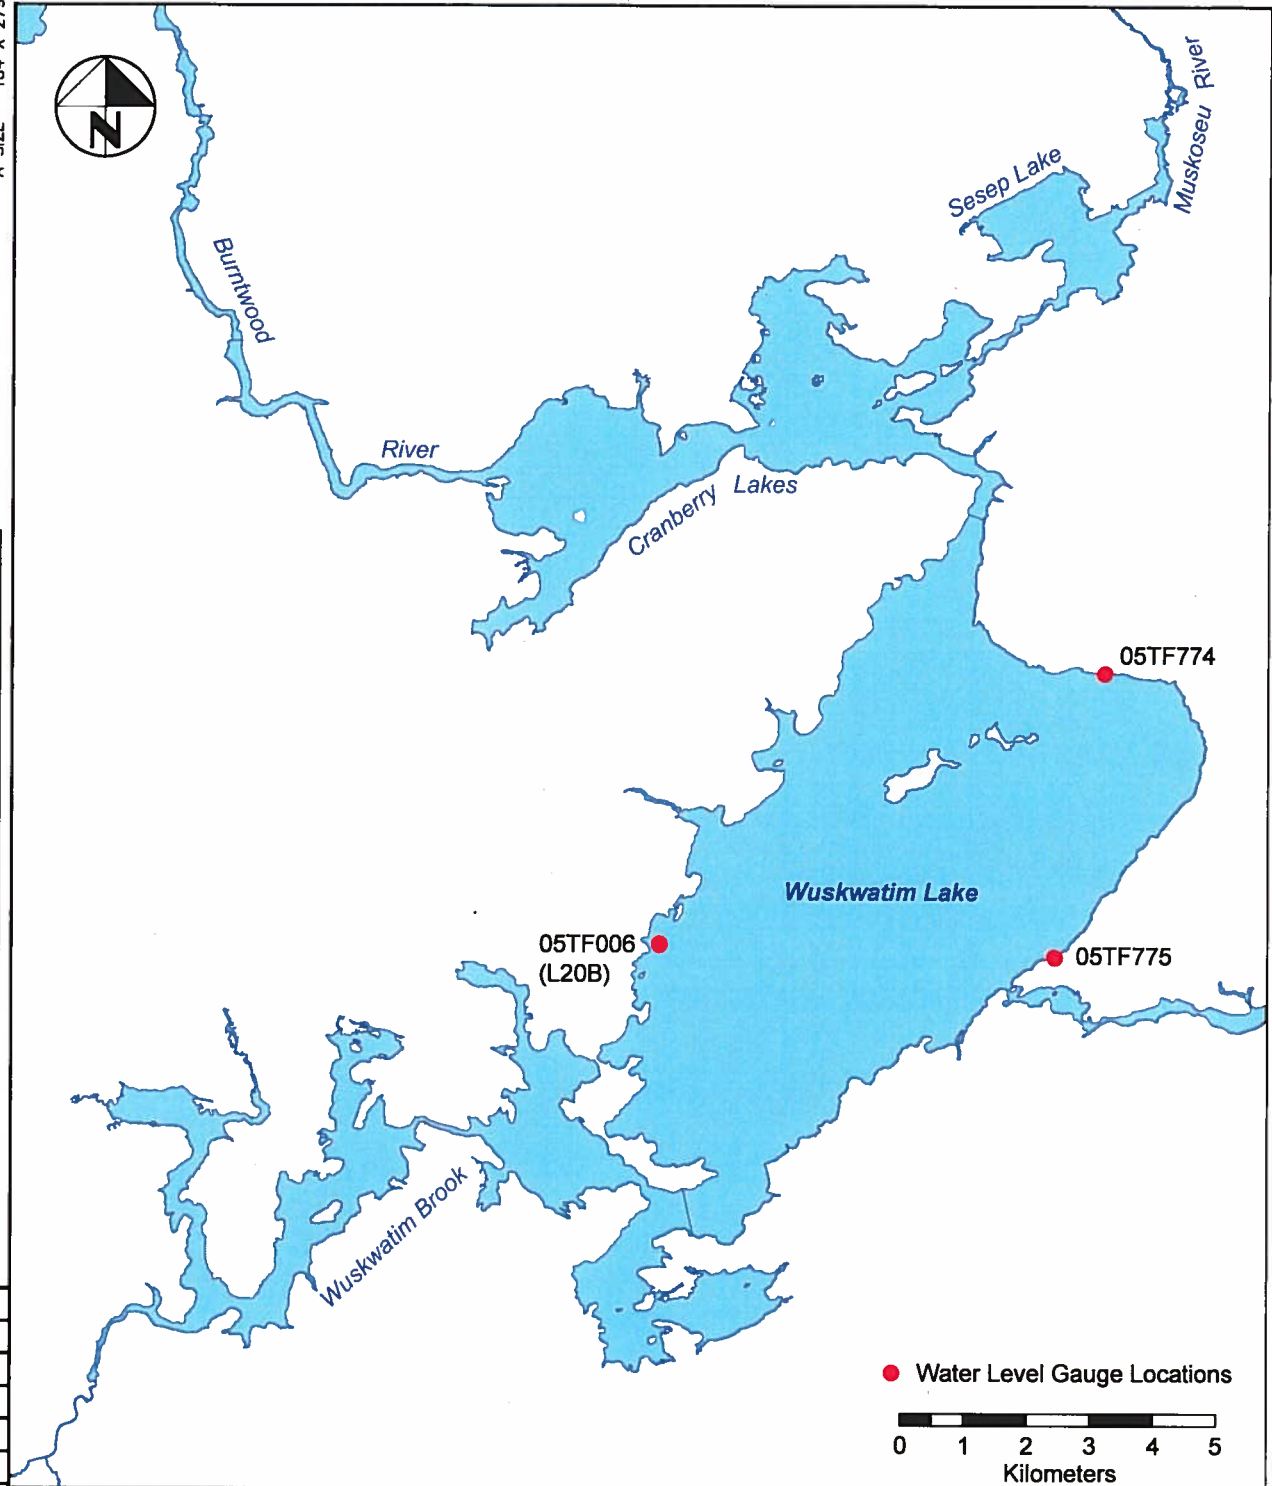 N
Burntwood
River
Sesep Lake
Muskoseu River
Cranberry Lakes
05TF774
Wuskwatim Lake
05TF006
(L20B)
05TF775
Wuskwatim Brook
Water Level Gauge Locations
0 1 2 3 4 5
Kilometers